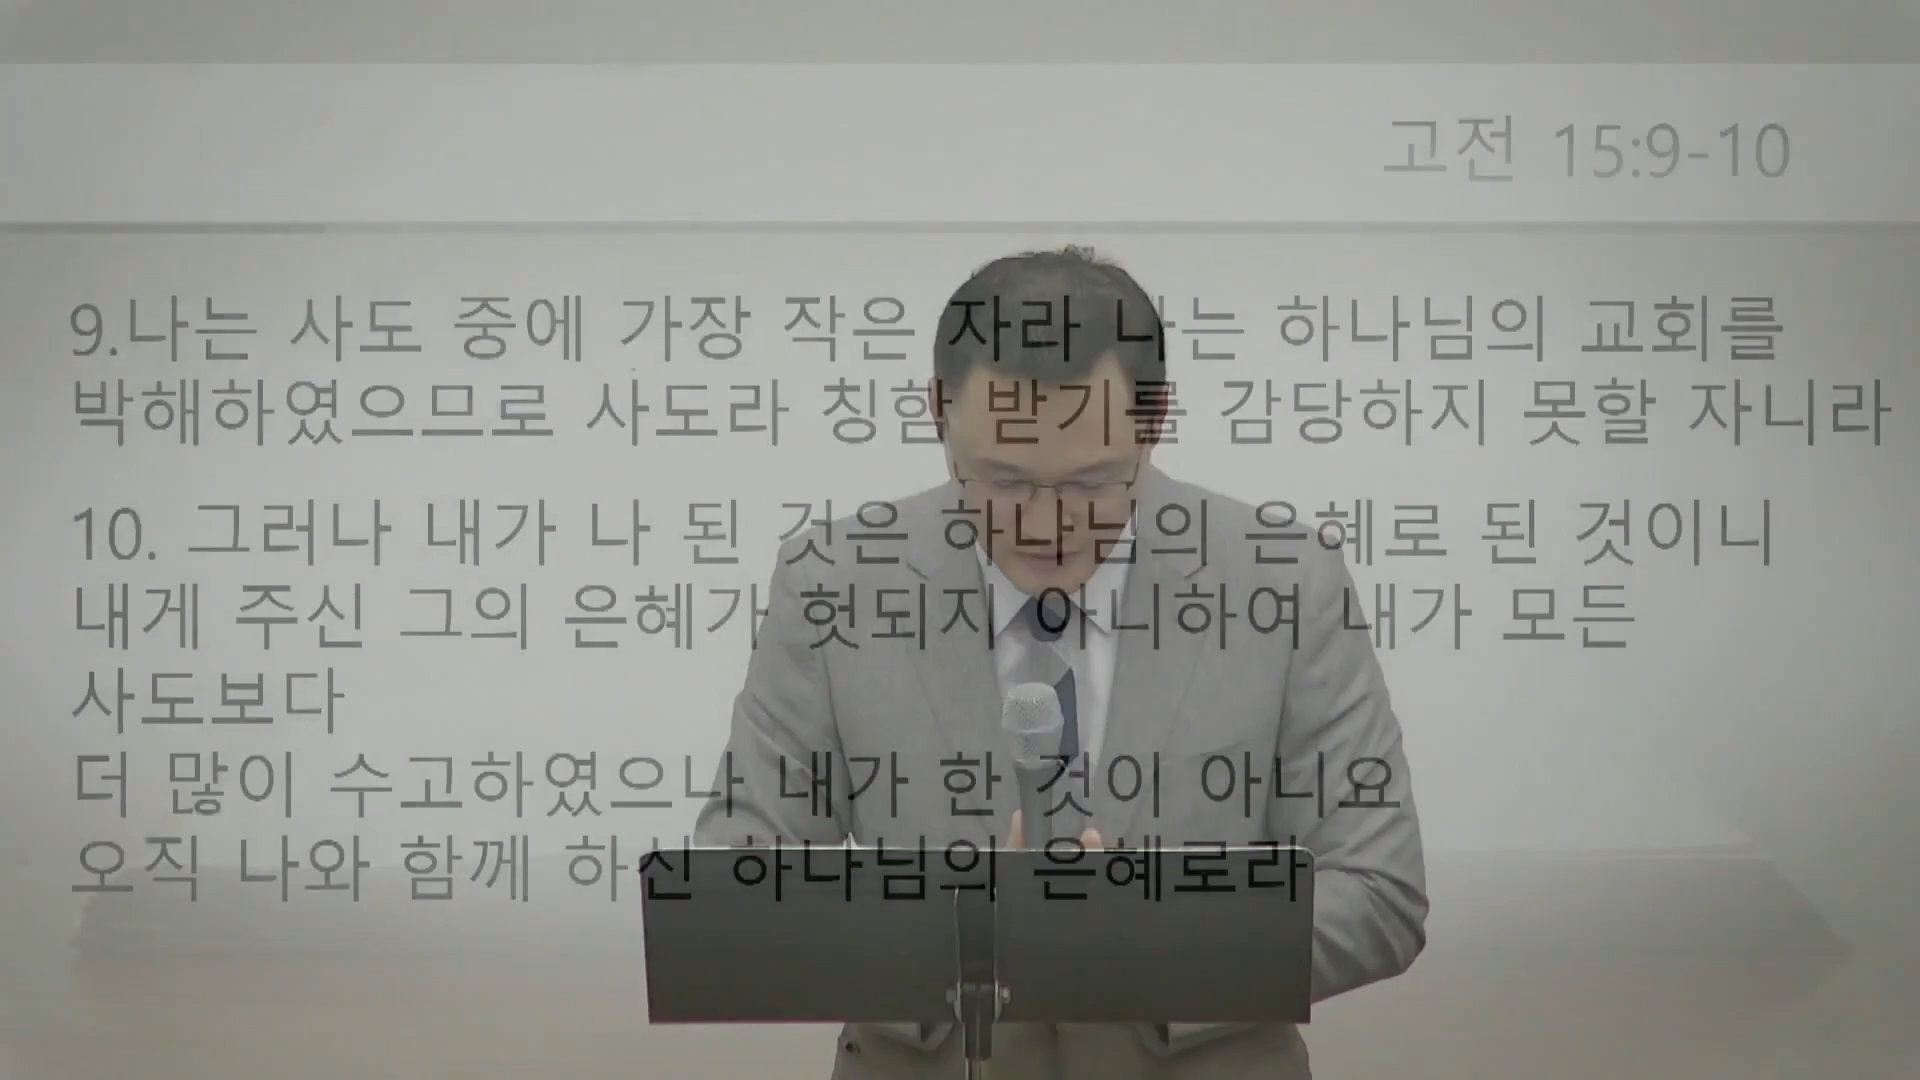 고전 15:9-10
9.나는 사도 중에 가장 작은 자라 나는 하나님의 교회를
박해하였으므로 사도라 칭함 받기를 감당하지 못할 자니라
10. 그러나 내가 나 된 것은 하나님의 은혜로 된 것이니
내게 주신 그의 은혜가 헛되지 아니하여 내가 모든
사도보다
더 많이 수고하였으나 내가 한 것이 아니요
오직 나와 함께 하신 하나님의 은혜로라